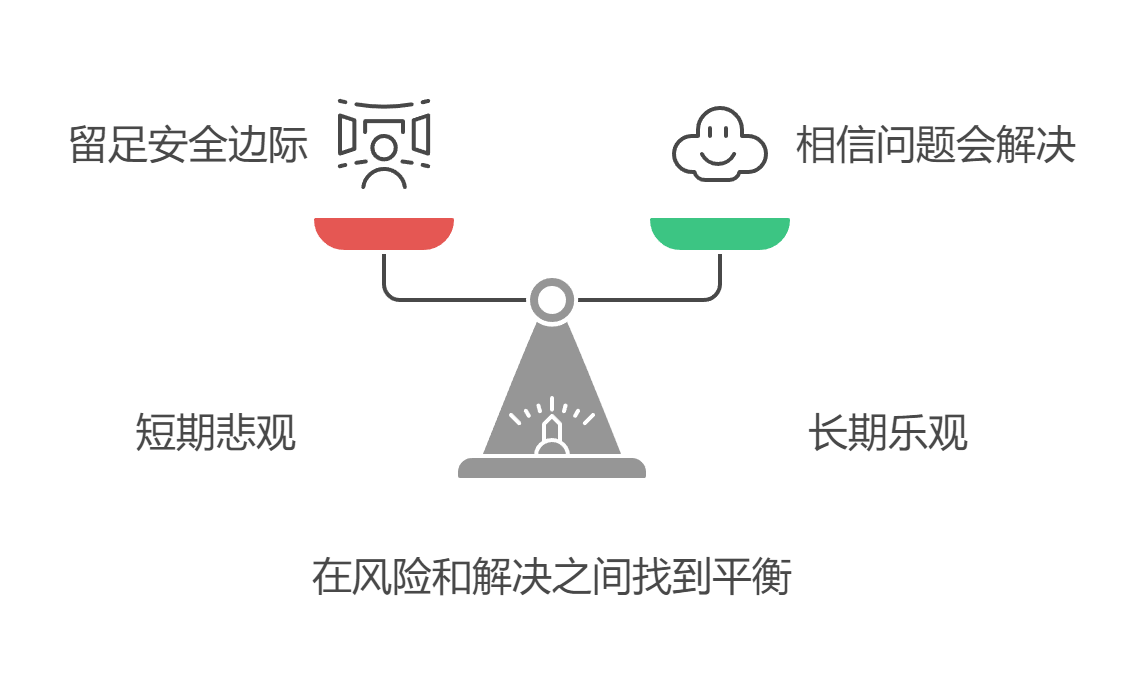 留足安全边际
相信问题会解决
短期悲观
长期乐观
在风险和解决之间找到平衡